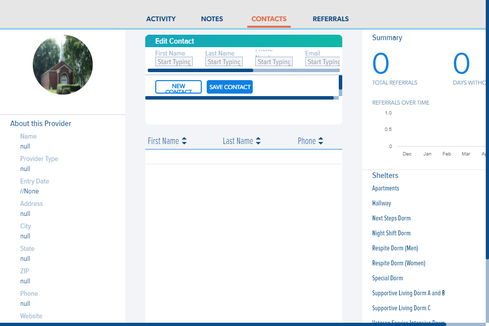 ACTIVITY NOTES CONTACTS REFERRALS
Edit Contact
First Name Last Name Email
Start Typing Start Typing Start Typing Start Typing
NEW CONTACT SAVE CONTACT
First Name Last Name Phone
About this Provider
Name
null
Provider Type
null
Entry Date
//None
Address
null
City
null
State
null
ZIP
null
Phone
null
Website
Summary
0 0
TOTAL REFERRALS DAYS WITHO
REFERRALS OVER TIME
1.0
0.5
0
Dec Jan Feb Mar
Shelters
Apartments
Hallway
Next Steps Dorm
Night Shift Dorm
Respite Dorm (Men)
Respite Dorm (Women)
Special Dorm
Supportive Living Dorm A and B
Supportive Living Dorm C